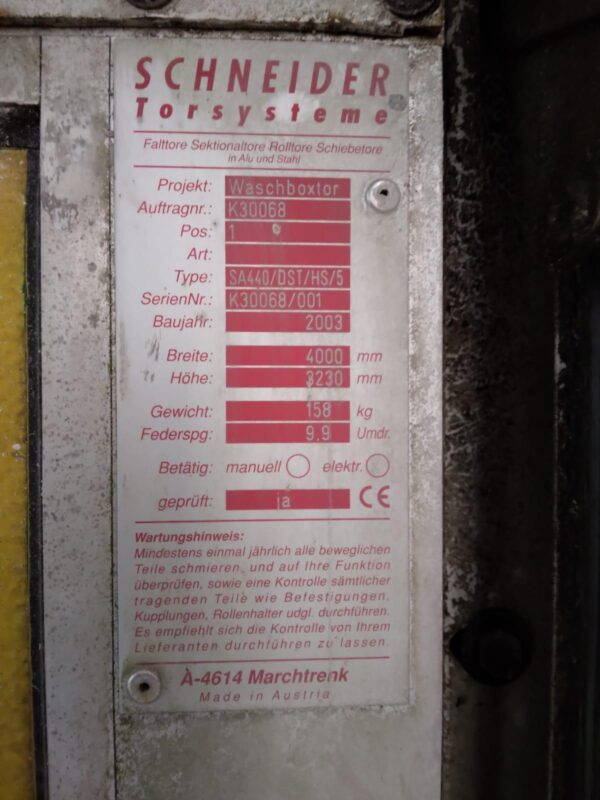 SCHNEIDER
Torsysteme
Falttore Sektionaltore Rolltore Schiebetore
in Alu und Stahl
Projekt: Waschboxtor
Auftragnr.: K30068
Pos: 1
Art:
Type: SA440/DST/HS/5
SerienNr.: K30068/001
Baujahr: 2003
Breite: 4000 mm
Höhe: 3230 mm
Gewicht: 158 kg
Federspg: 9.9 Umdr.
Betätig: manuell elektr.
geprüft: ja CE
Wartungshinweis:
Mindestens einmal jährlich alle beweglichen
Teile schmieren, und auf Ihre Funktion
überprüfen, sowie eine Kontrolle sämtlicher
tragenden Teile wie Befestigungen,
Kupplungen, Rollenhalter udgl. durchführen.
Es empfiehlt sich die Kontrolle von Ihrem
Lieferanten durchführen zu lassen.
A-4614 Marchtrenk
Made in Austria